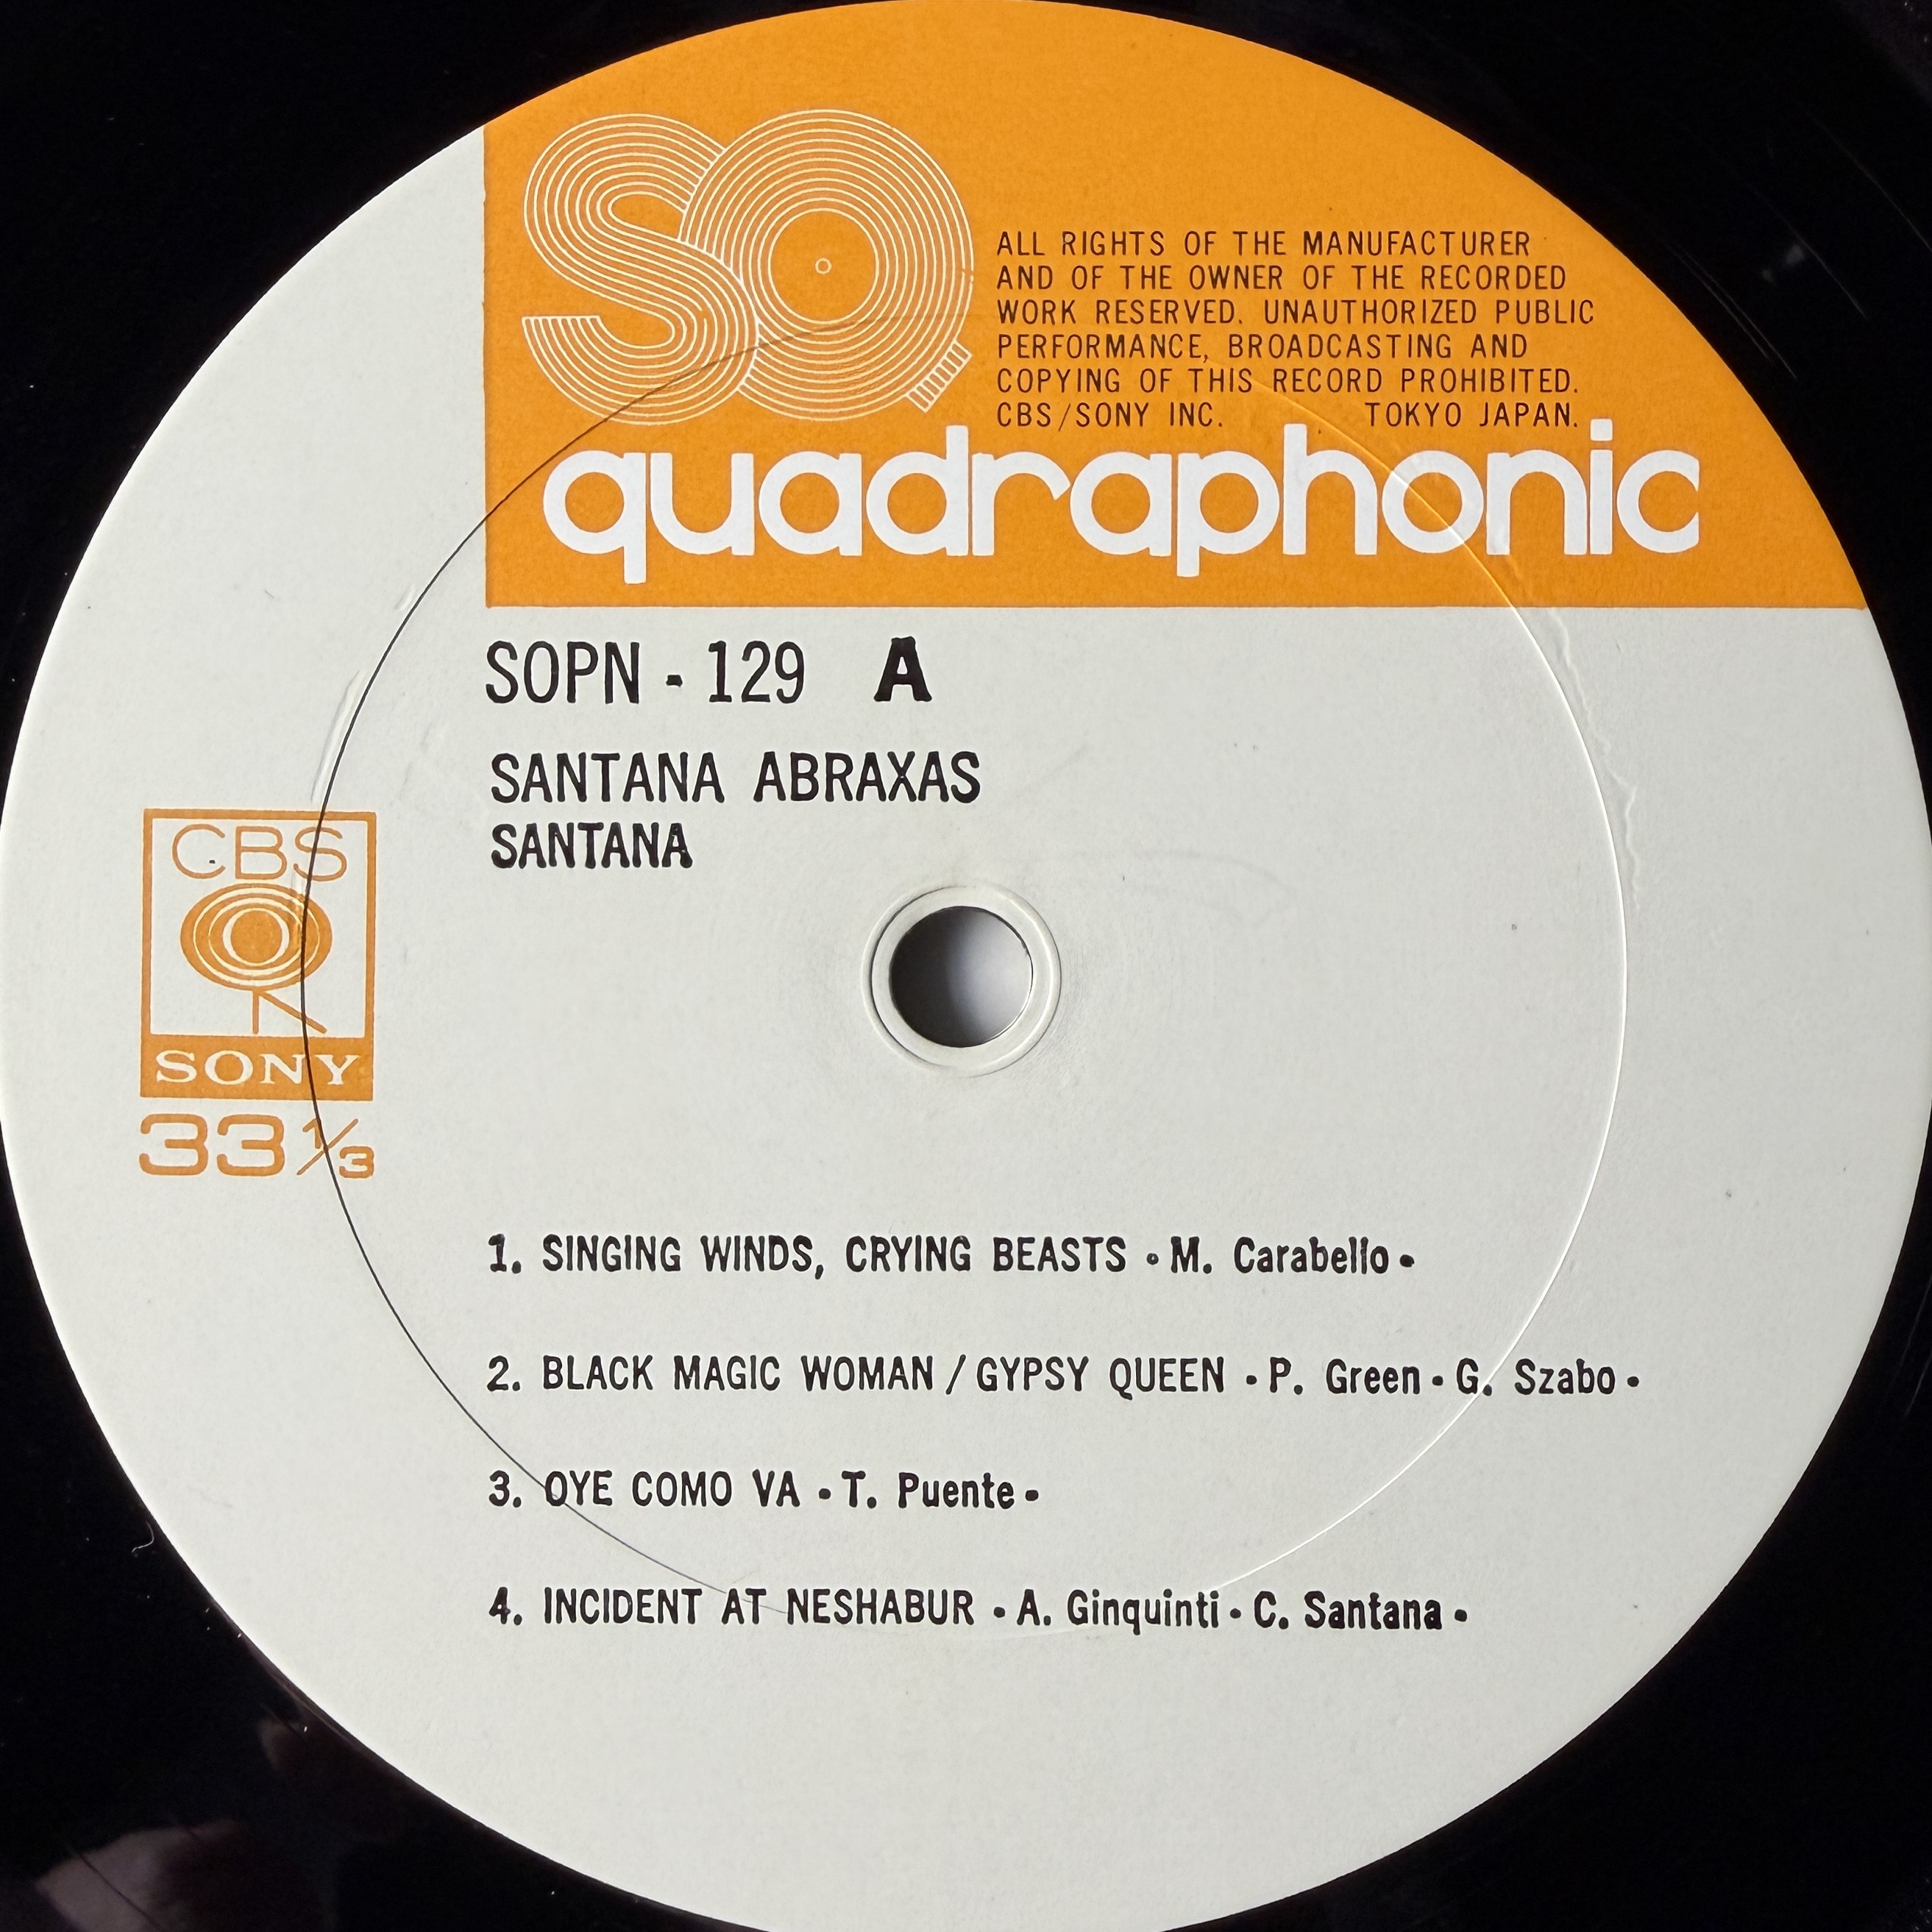 SQ
ALL RIGHTS OF THE MANUFACTURER
AND OF THE OWNER OF THE RECORDED
WORK RESERVED. UNAUTHORIZED PUBLIC
PERFORMANCE, BROADCASTING AND
COPYING OF THIS RECORD PROHIBITED.
CBS/SONY INC. TOKYO JAPAN.
quadraphonic
SOPN - 129 A
SANTANA ABRAXAS
SANTANA
CBS
SONY
33 1/3
1. SINGING WINDS, CRYING BEASTS • M. Carabello •
2. BLACK MAGIC WOMAN / GYPSY QUEEN • P. Green • G. Szabo •
3. OYE COMO VA • T. Puente •
4. INCIDENT AT NESHABUR • A. Ginquinti • C. Santana •